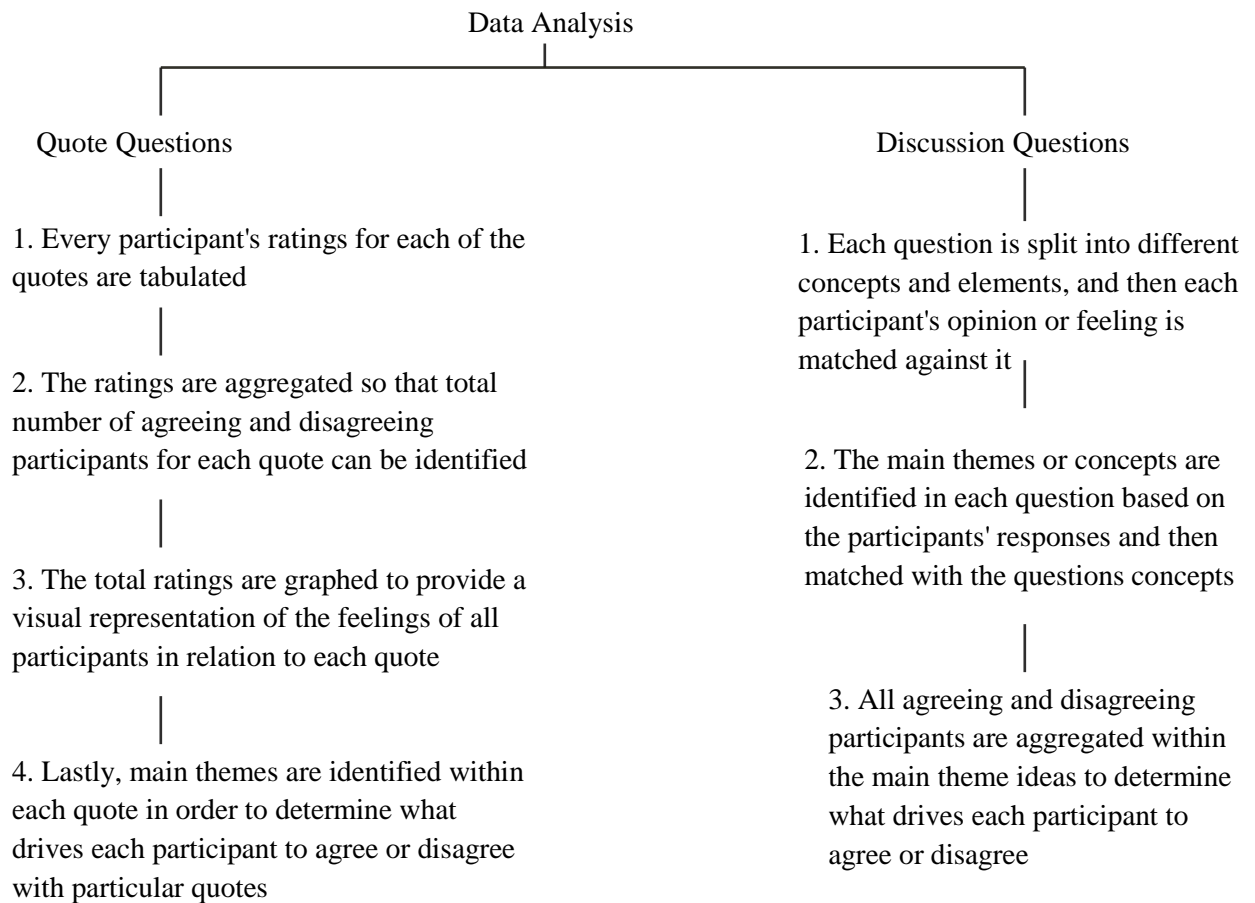 Data Analysis
Quote Questions
1. Every participant's ratings for each of the
quotes are tabulated
2. The ratings are aggregated so that total
number of agreeing and disagreeing
participants for each quote can be identified
3. The total ratings are graphed to provide a
visual representation of the feelings of all
participants in relation to each quote
4. Lastly, main themes are identified within
each quote in order to determine what
drives each participant to agree or disagree
with particular quotes
Discussion Questions
1. Each question is split into different
concepts and elements, and then each
participant's opinion or feeling is
matched against it
2. The main themes or concepts are
identified in each question based on
the participants' responses and then
matched with the questions concepts
3. All agreeing and disagreeing
participants are aggregated within
the main theme ideas to determine
what drives each participant to
agree or disagree